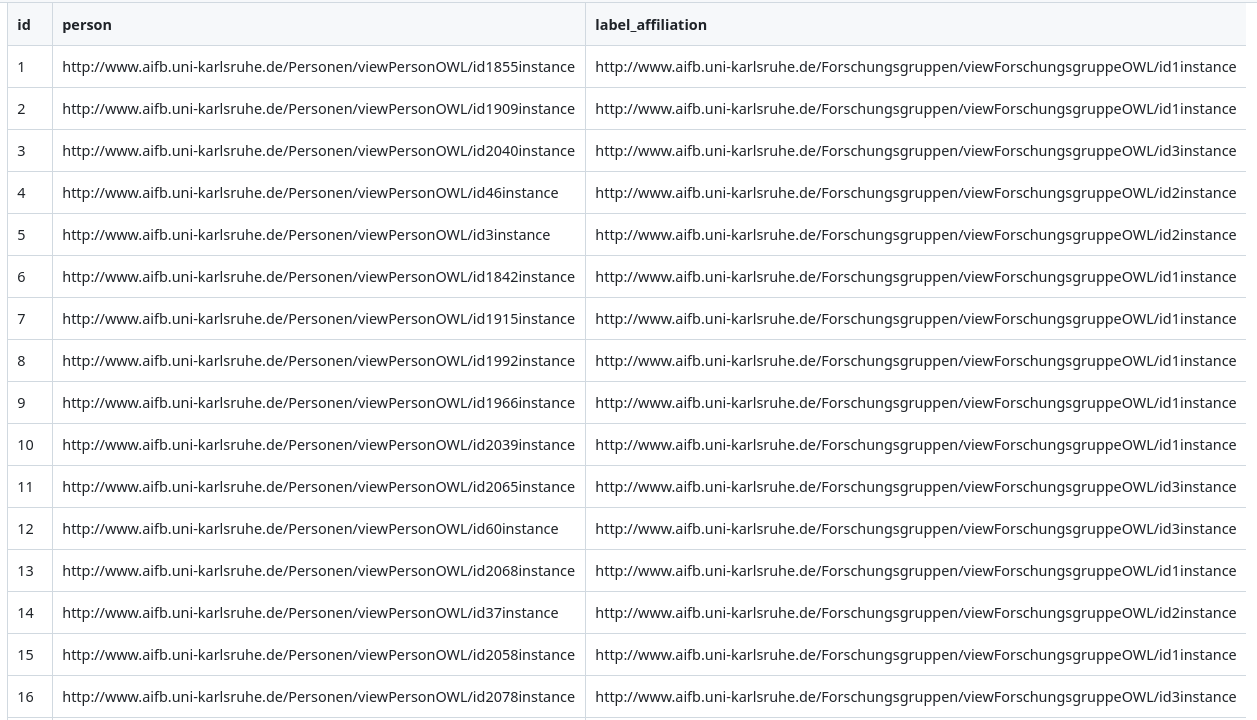 id person label_affiliation
1 http://www.aifb.uni-karlsruhe.de/Personen/viewPersonOWL/id1855instance http://www.aifb.uni-karlsruhe.de/Forschungsgruppen/viewForschungsgruppeOWL/id1instance
2 http://www.aifb.uni-karlsruhe.de/Personen/viewPersonOWL/id1909instance http://www.aifb.uni-karlsruhe.de/Forschungsgruppen/viewForschungsgruppeOWL/id1instance
3 http://www.aifb.uni-karlsruhe.de/Personen/viewPersonOWL/id2040instance http://www.aifb.uni-karlsruhe.de/Forschungsgruppen/viewForschungsgruppeOWL/id3instance
4 http://www.aifb.uni-karlsruhe.de/Personen/viewPersonOWL/id46instance http://www.aifb.uni-karlsruhe.de/Forschungsgruppen/viewForschungsgruppeOWL/id2instance
5 http://www.aifb.uni-karlsruhe.de/Personen/viewPersonOWL/id3instance http://www.aifb.uni-karlsruhe.de/Forschungsgruppen/viewForschungsgruppeOWL/id2instance
6 http://www.aifb.uni-karlsruhe.de/Personen/viewPersonOWL/id1842instance http://www.aifb.uni-karlsruhe.de/Forschungsgruppen/viewForschungsgruppeOWL/id1instance
7 http://www.aifb.uni-karlsruhe.de/Personen/viewPersonOWL/id1915instance http://www.aifb.uni-karlsruhe.de/Forschungsgruppen/viewForschungsgruppeOWL/id1instance
8 http://www.aifb.uni-karlsruhe.de/Personen/viewPersonOWL/id1992instance http://www.aifb.uni-karlsruhe.de/Forschungsgruppen/viewForschungsgruppeOWL/id1instance
9 http://www.aifb.uni-karlsruhe.de/Personen/viewPersonOWL/id1966instance http://www.aifb.uni-karlsruhe.de/Forschungsgruppen/viewForschungsgruppeOWL/id1instance
10 http://www.aifb.uni-karlsruhe.de/Personen/viewPersonOWL/id2039instance http://www.aifb.uni-karlsruhe.de/Forschungsgruppen/viewForschungsgruppeOWL/id1instance
11 http://www.aifb.uni-karlsruhe.de/Personen/viewPersonOWL/id2065instance http://www.aifb.uni-karlsruhe.de/Forschungsgruppen/viewForschungsgruppeOWL/id3instance
12 http://www.aifb.uni-karlsruhe.de/Personen/viewPersonOWL/id60instance http://www.aifb.uni-karlsruhe.de/Forschungsgruppen/viewForschungsgruppeOWL/id3instance
13 http://www.aifb.uni-karlsruhe.de/Personen/viewPersonOWL/id2068instance http://www.aifb.uni-karlsruhe.de/Forschungsgruppen/viewForschungsgruppeOWL/id1instance
14 http://www.aifb.uni-karlsruhe.de/Personen/viewPersonOWL/id37instance http://www.aifb.uni-karlsruhe.de/Forschungsgruppen/viewForschungsgruppeOWL/id2instance
15 http://www.aifb.uni-karlsruhe.de/Personen/viewPersonOWL/id2058instance http://www.aifb.uni-karlsruhe.de/Forschungsgruppen/viewForschungsgruppeOWL/id1instance
16 http://www.aifb.uni-karlsruhe.de/Personen/viewPersonOWL/id2078instance http://www.aifb.uni-karlsruhe.de/Forschungsgruppen/viewForschungsgruppeOWL/id3instance